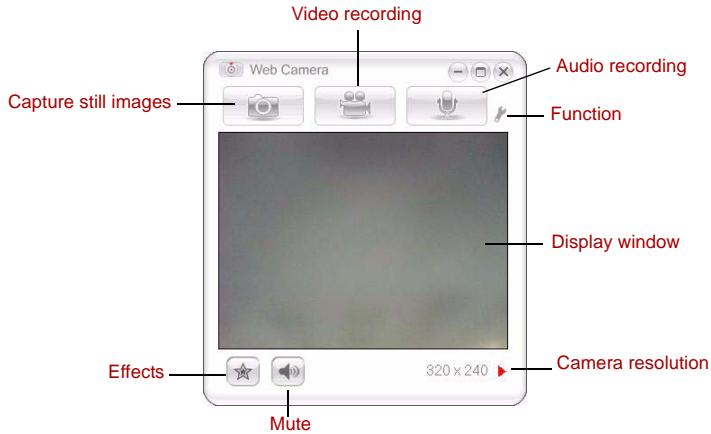 Video recording
Web Camera
Audio recording
Capture still images
Function
Display window
320 x 240
Camera resolution
Effects
Mute